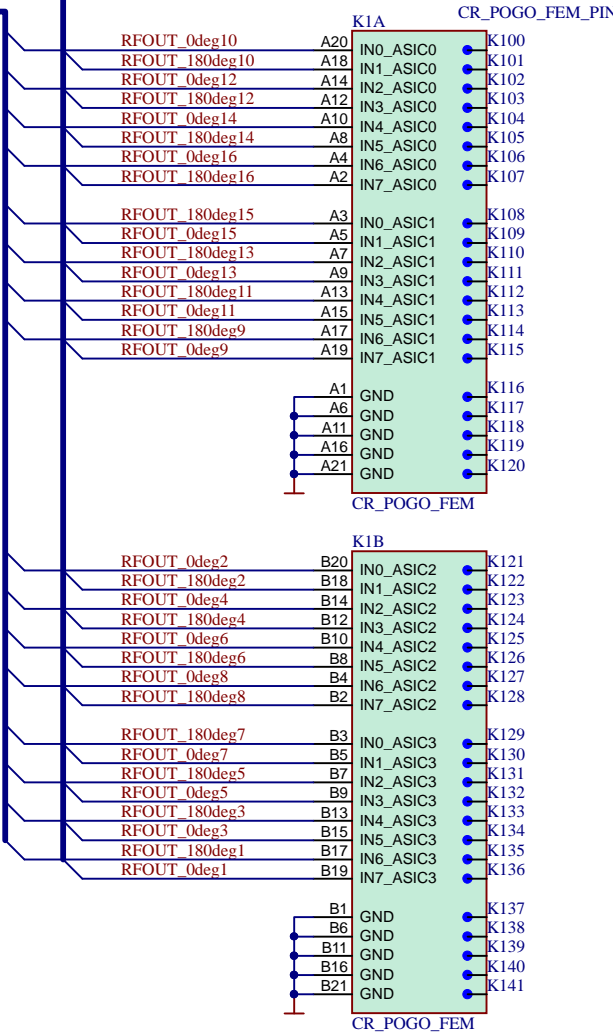 CR_POGO_FEM_PIN
K1A
RFOUT_0deg10 A20 IN0_ASIC0 K100
RFOUT_180deg10 A18 IN1_ASIC0 K101
RFOUT_0deg12 A14 IN2_ASIC0 K102
RFOUT_180deg12 A12 IN3_ASIC0 K103
RFOUT_0deg14 A10 IN4_ASIC0 K104
RFOUT_180deg14 A8 IN5_ASIC0 K105
RFOUT_0deg16 A4 IN6_ASIC0 K106
RFOUT_180deg16 A2 IN7_ASIC0 K107
RFOUT_180deg15 A3 IN0_ASIC1 K108
RFOUT_0deg15 A5 IN1_ASIC1 K109
RFOUT_180deg13 A7 IN2_ASIC1 K110
RFOUT_0deg13 A9 IN3_ASIC1 K111
RFOUT_180deg11 A13 IN4_ASIC1 K112
RFOUT_0deg11 A15 IN5_ASIC1 K113
RFOUT_180deg9 A17 IN6_ASIC1 K114
RFOUT_0deg9 A19 IN7_ASIC1 K115
A1 GND K116
A6 GND K117
A11 GND K118
A16 GND K119
A21 GND K120
CR_POGO_FEM
K1B
RFOUT_0deg2 B20 IN0_ASIC2 K121
RFOUT_180deg2 B18 IN1_ASIC2 K122
RFOUT_0deg4 B14 IN2_ASIC2 K123
RFOUT_180deg4 B12 IN3_ASIC2 K124
RFOUT_0deg6 B10 IN4_ASIC2 K125
RFOUT_180deg6 B8 IN5_ASIC2 K126
RFOUT_0deg8 B4 IN6_ASIC2 K127
RFOUT_180deg8 B2 IN7_ASIC2 K128
RFOUT_180deg7 B3 IN0_ASIC3 K129
RFOUT_0deg7 B5 IN1_ASIC3 K130
RFOUT_180deg5 B7 IN2_ASIC3 K131
RFOUT_0deg5 B9 IN3_ASIC3 K132
RFOUT_180deg3 B13 IN4_ASIC3 K133
RFOUT_0deg3 B15 IN5_ASIC3 K134
RFOUT_180deg1 B17 IN6_ASIC3 K135
RFOUT_0deg1 B19 IN7_ASIC3 K136
B1 GND K137
B6 GND K138
B11 GND K139
B16 GND K140
B21 GND K141
CR_POGO_FEM